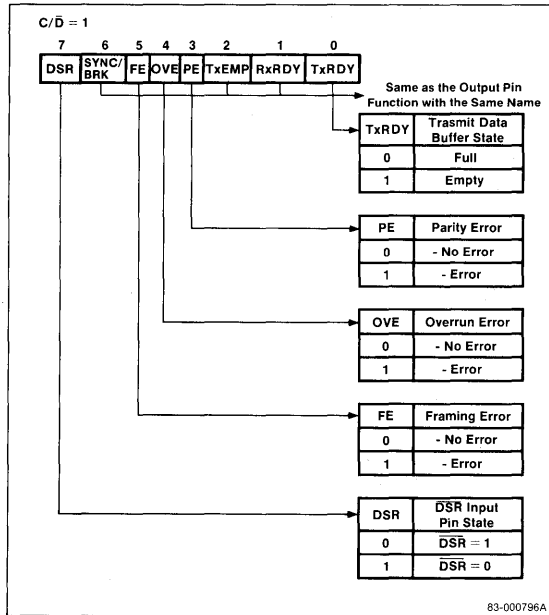 C/D̅ = 1
7 6 5 4 3 2 1 0
DSR SYNC/BRK FE OVE PE TxEMP RxRDY TxRDY
Same as the Output Pin
Function with the Same Name
TxRDY Trasmit Data Buffer State
0 Full
1 Empty
PE Parity Error
0 - No Error
1 - Error
OVE Overrun Error
0 - No Error
1 - Error
FE Framing Error
0 - No Error
1 - Error
DSR D̅S̅R̅ Input Pin State
0 D̅S̅R̅ = 1
1 D̅S̅R̅ = 0
83-000796A